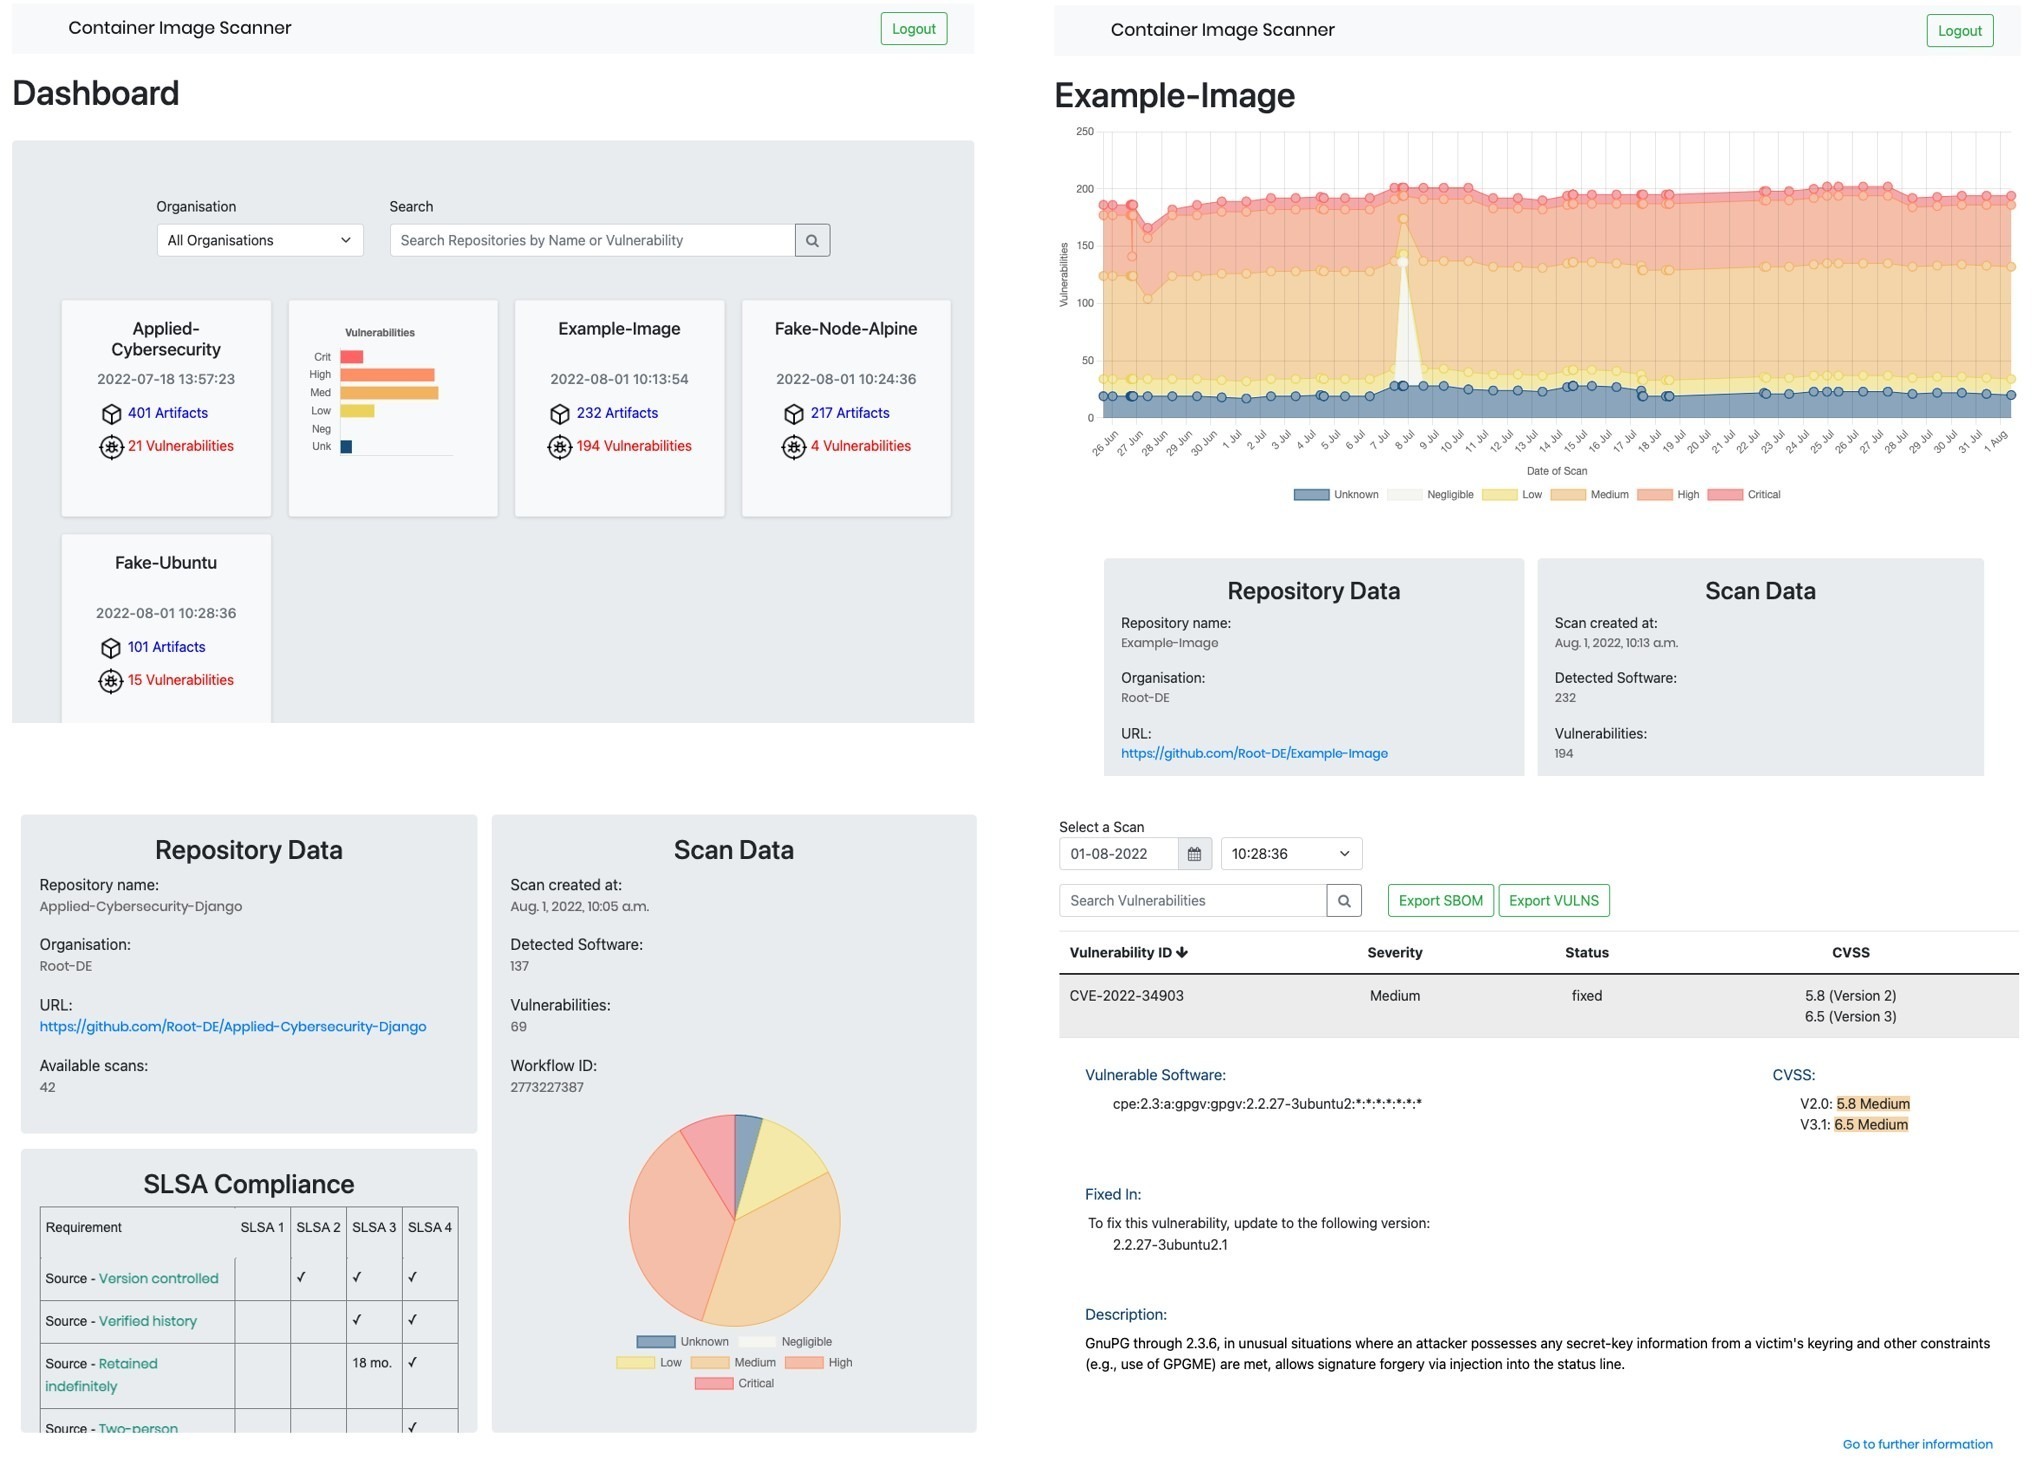 Container Image Scanner
Logout
Dashboard
Organisation
Search
All Organisations
Search Repositories by Name or Vulnerability
Applied-
Cybersecurity
2022-07-18 13:57:23
401 Artifacts
21 Vulnerabilities
Vulnerabilities
Crit
High
Med
Low
Neg
Unk
Example-Image
2022-08-01 10:13:54
232 Artifacts
194 Vulnerabilities
Fake-Node-Alpine
2022-08-01 10:24:36
217 Artifacts
4 Vulnerabilities
Fake-Ubuntu
2022-08-01 10:28:36
101 Artifacts
15 Vulnerabilities
Container Image Scanner
Logout
Example-Image
Vulnerabilities
250
200
150
100
50
0
26 Jun
27 Jun
28 Jun
29 Jun
30 Jun
1 Jul
2 Jul
3 Jul
4 Jul
5 Jul
6 Jul
7 Jul
8 Jul
9 Jul
10 Jul
11 Jul
12 Jul
13 Jul
14 Jul
15 Jul
16 Jul
17 Jul
18 Jul
19 Jul
20 Jul
21 Jul
22 Jul
23 Jul
24 Jul
25 Jul
26 Jul
27 Jul
28 Jul
29 Jul
30 Jul
31 Jul
1 Aug
Date of Scan
Unknown Negligible Low Medium High Critical
Repository Data
Repository name:
Example-Image
Organisation:
Root-DE
URL:
https://github.com/Root-DE/Example-Image
Scan Data
Scan created at:
Aug. 1, 2022, 10:13 a.m.
Detected Software:
232
Vulnerabilities:
194
Repository Data
Repository name:
Applied-Cybersecurity-Django
Organisation:
Root-DE
URL:
https://github.com/Root-DE/Applied-Cybersecurity-Django
Available scans:
42
SLSA Compliance
Requirement SLSA 1 SLSA 2 SLSA 3 SLSA 4
Source - Version controlled ✓ ✓ ✓
Source - Verified history ✓ ✓
Source - Retained 18 mo. ✓
indefinitely
Source - Two-person ✓
Scan Data
Scan created at:
Aug. 1, 2022, 10:05 a.m.
Detected Software:
137
Vulnerabilities:
69
Workflow ID:
2773227387
Unknown Negligible
Low Medium High
Critical
Select a Scan
01-08-2022
10:28:36
Search Vulnerabilities
Export SBOM
Export VULNS
Vulnerability ID Severity Status CVSS
CVE-2022-34903 Medium fixed 5.8 (Version 2)
6.5 (Version 3)
Vulnerable Software:
cpe:2.3:a:gpgv:gpgv:2.2.27-3ubuntu2:*:*:*:*:*:*:*
CVSS:
V2.0: 5.8 Medium
V3.1: 6.5 Medium
Fixed In:
To fix this vulnerability, update to the following version:
2.2.27-3ubuntu2.1
Description:
GnuPG through 2.3.6, in unusual situations where an attacker possesses any secret-key information from a victim's keyring and other constraints
(e.g., use of GPGME) are met, allows signature forgery via injection into the status line.
Go to further information